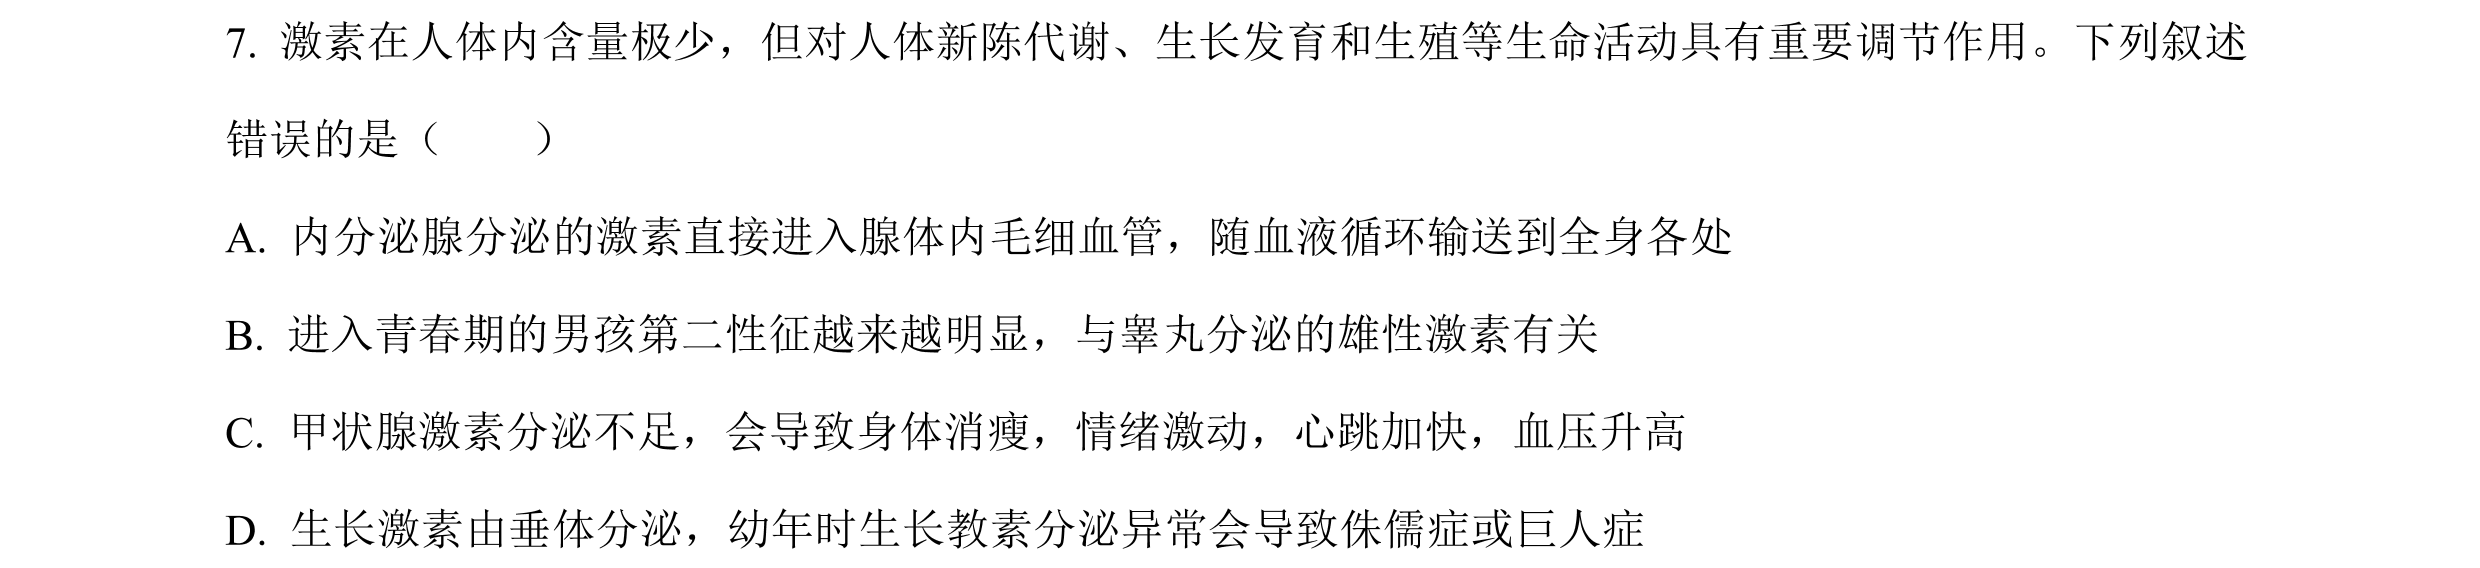 7. 激素在人体内含量极少，但对人体新陈代谢、生长发育和生殖等生命活动具有重要调节作用。下列叙述
错误的是（　　）
A. 内分泌腺分泌的激素直接进入腺体内毛细血管，随血液循环输送到全身各处
B. 进入青春期的男孩第二性征越来越明显，与睾丸分泌的雄性激素有关
C. 甲状腺激素分泌不足，会导致身体消瘦，情绪激动，心跳加快，血压升高
D. 生长激素由垂体分泌，幼年时生长教素分泌异常会导致侏儒症或巨人症